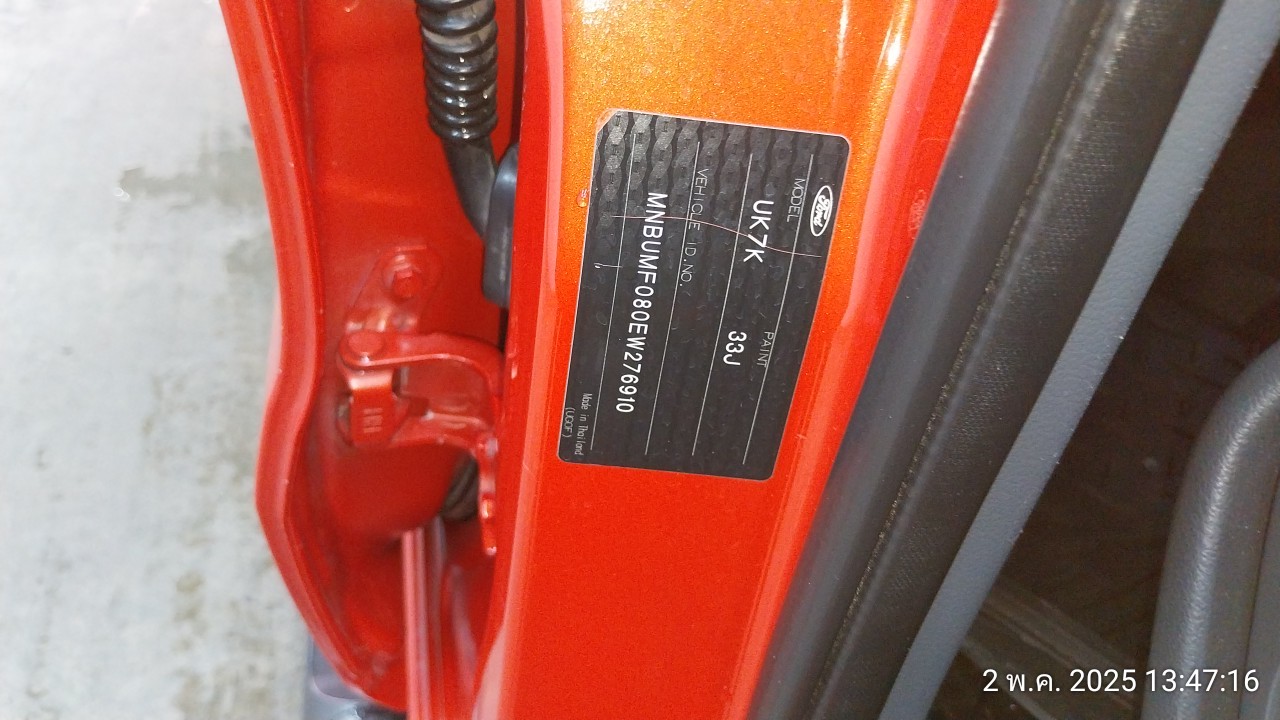 Ford
MODEL
UK7K
PAINT
33J
VEHICLE ID.NO.
MNBUMF080EW276910
Made in Thailand
(UGOF)
2 พ.ค. 2025 13:47:16